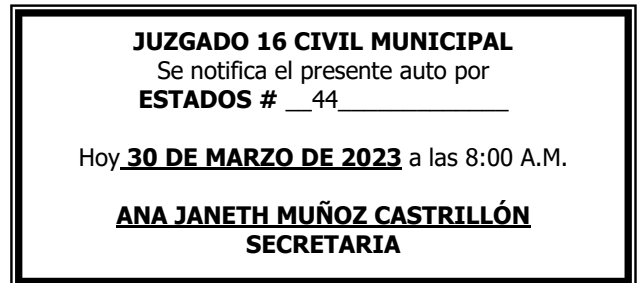 JUZGADO 16 CIVIL MUNICIPAL
Se notifica el presente auto por
ESTADOS # __44_____________
Hoy 30 DE MARZO DE 2023 a las 8:00 A.M.
ANA JANETH MUÑOZ CASTRILLÓN
SECRETARIA